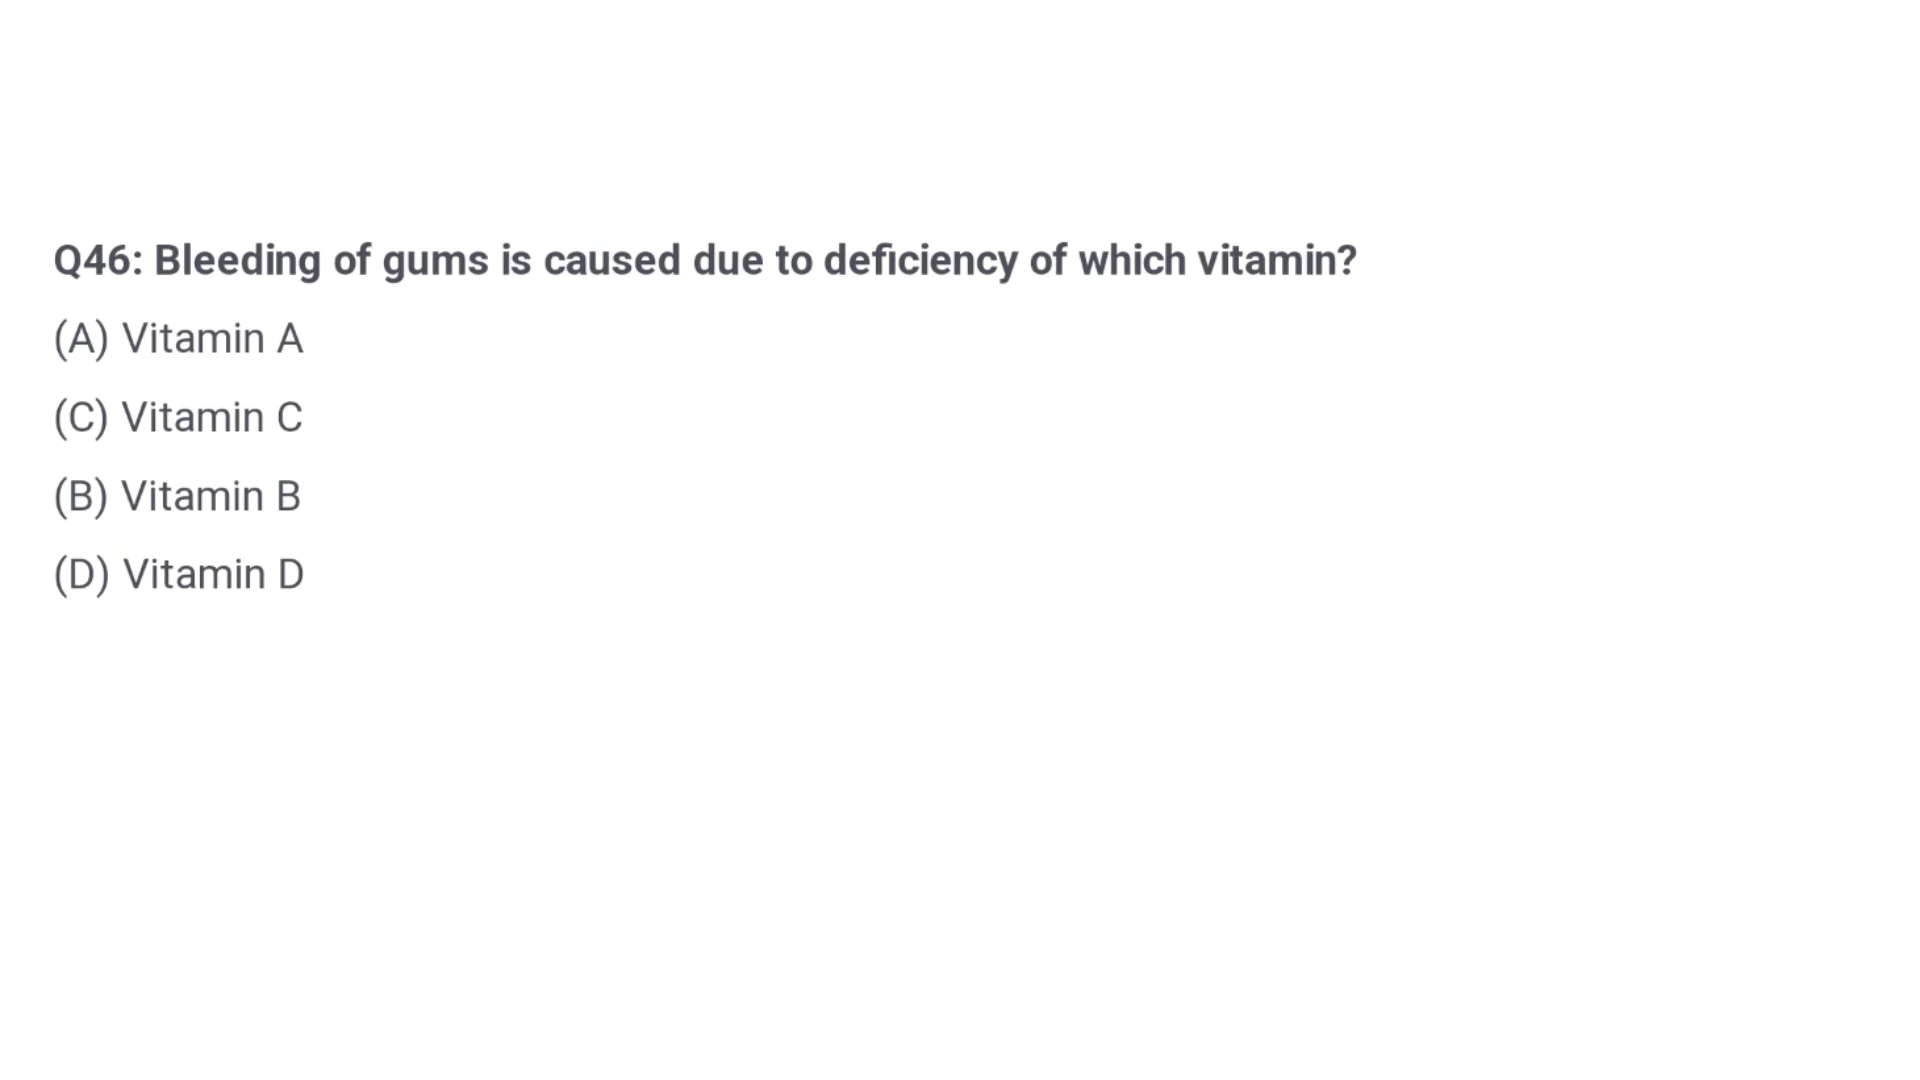 Q46: Bleeding of gums is caused due to deficiency of which vitamin?
(A) Vitamin A
(C) Vitamin C
(B) Vitamin B
(D) Vitamin D